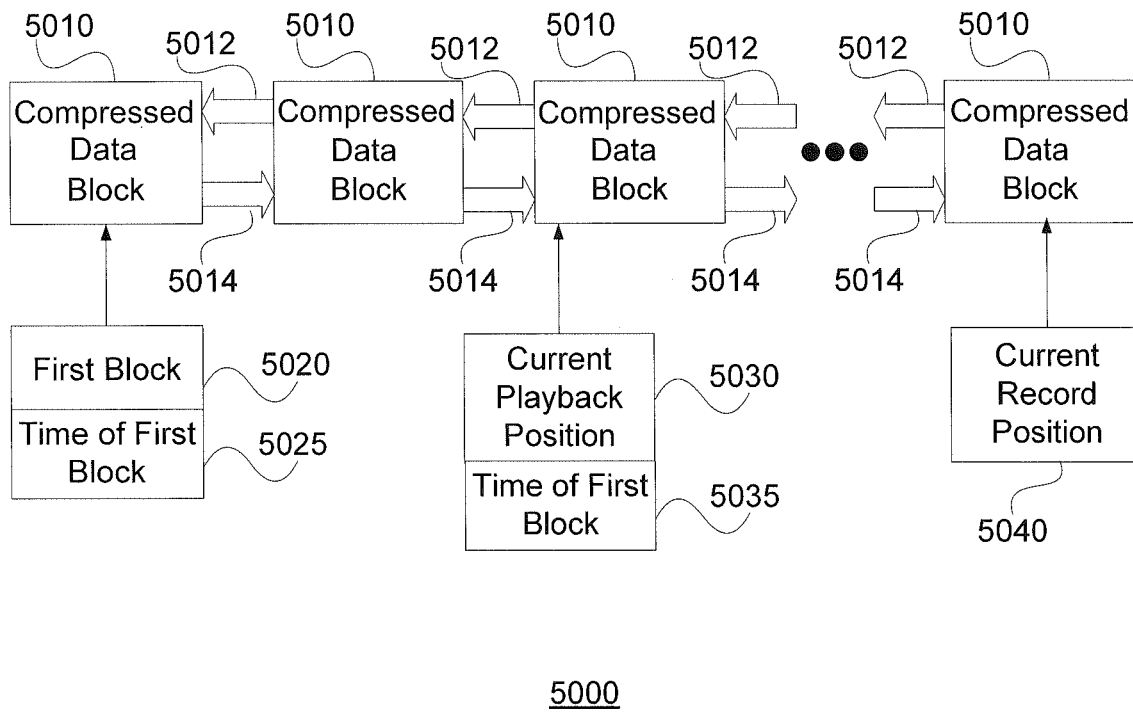 5010
5012
5010
5012
5010
5012
5012
5010
Compressed
Data
Block
Compressed
Data
Block
Compressed
Data
Block
Compressed
Data
Block
5014
5014
5014
5014
First Block
5020
Time of First
Block
5025
Current
Playback
Position
5030
Time of First
Block
5035
Current
Record
Position
5040
5000